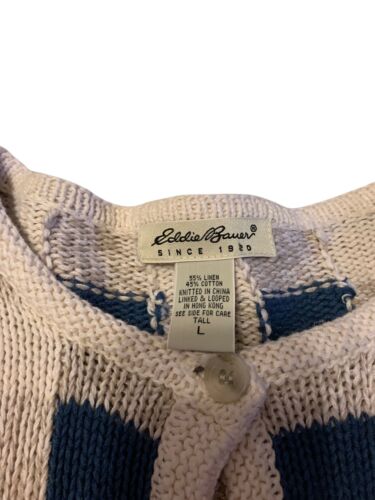 Eddie Bauer®
SINCE 1920
55% LINEN
45% COTTON
KNITTED IN CHINA
LINKED & LOOPED
IN HONG KONG
SEE SIDE FOR CARE
TALL
L